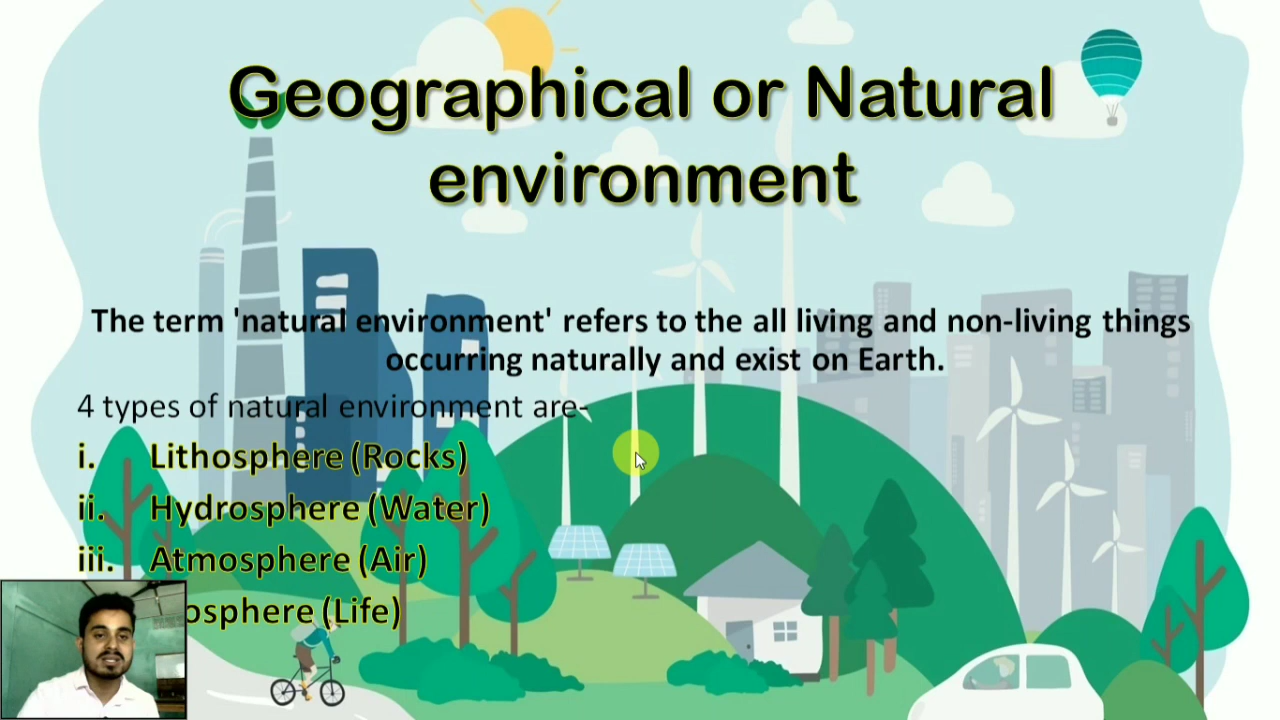 Geographical or Natural
environment
The term 'natural environment' refers to the all living and non-living things
occurring naturally and exist on Earth.
4 types of natural environment are-
i. Lithosphere (Rocks)
ii. Hydrosphere (Water)
iii. Atmosphere (Air)
(Life)